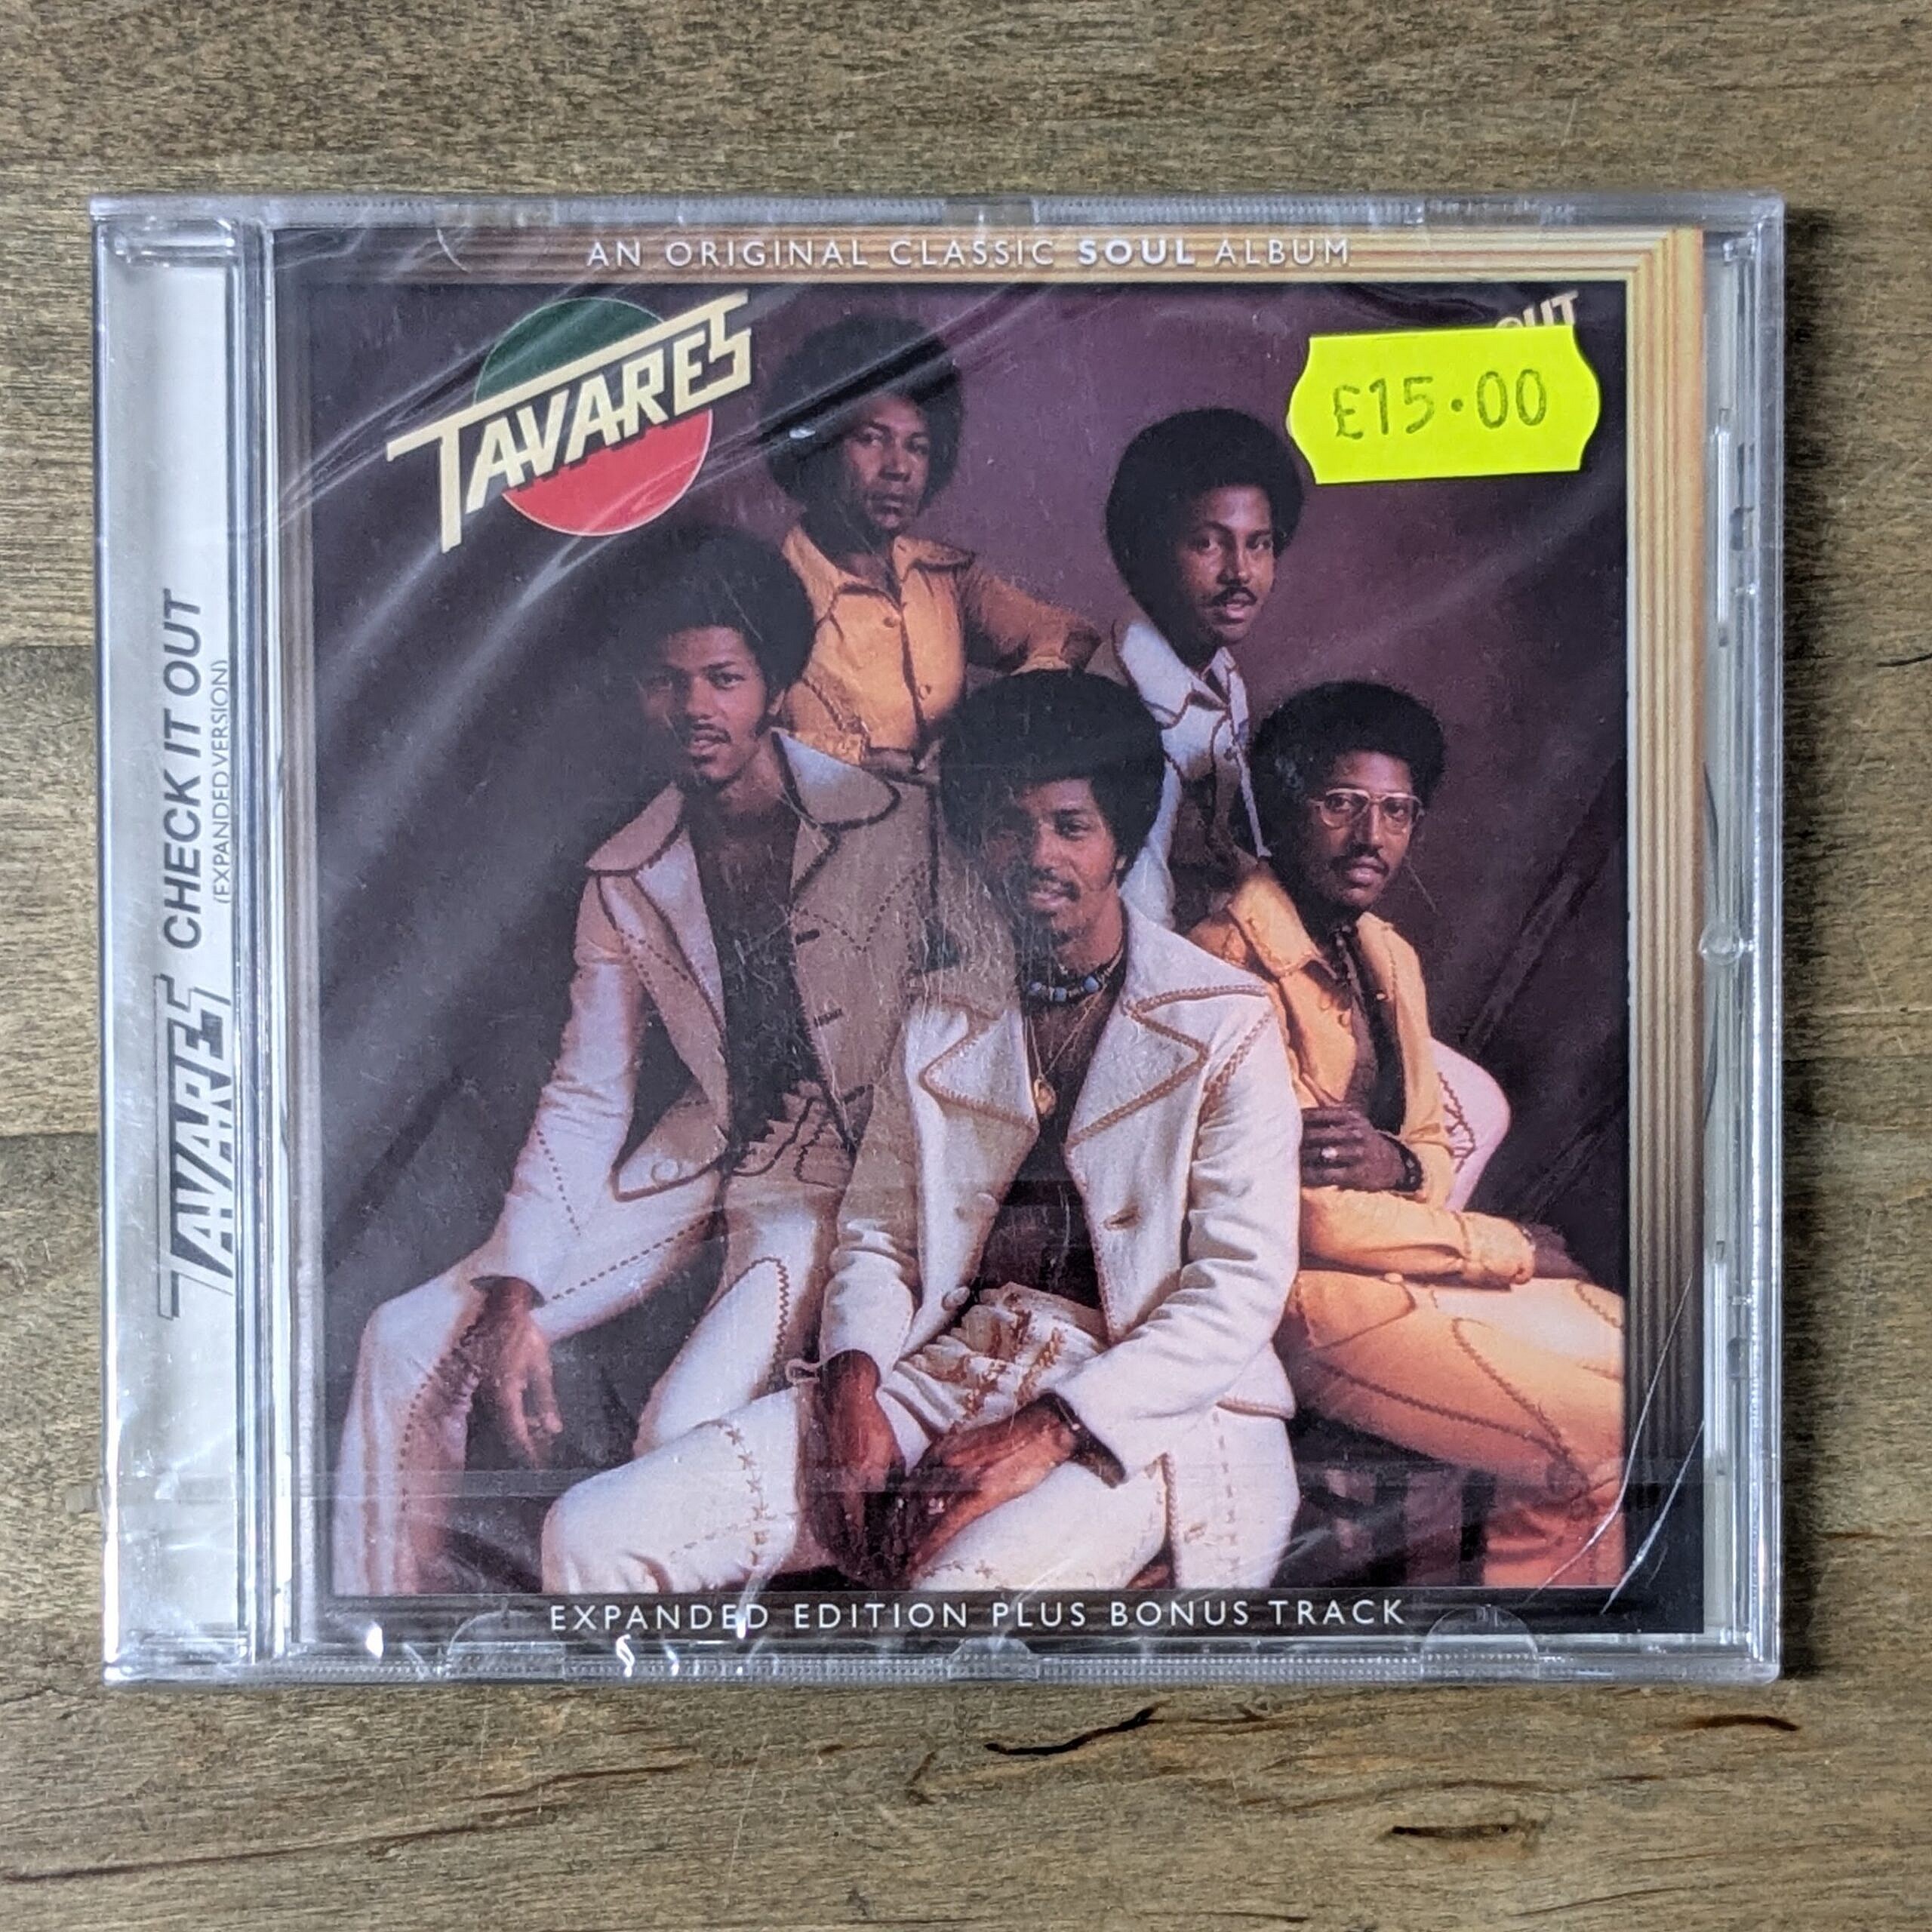 AN ORIGINAL CLASSIC SOUL ALBUM
TAVARES
OUT
£15.00
TAVARES CHECK IT OUT
(EXPANDED VERSION)
EXPANDED EDITION PLUS BONUS TRACK